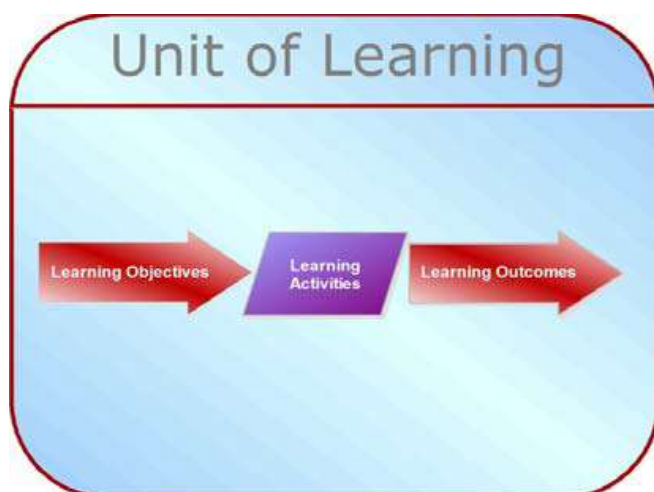 Unit of Learning
Learning Objectives
Learning
Activities
Learning Outcomes